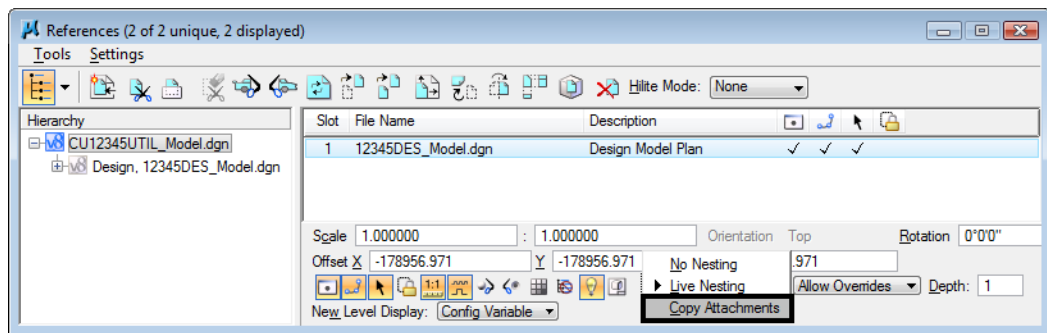 References (2 of 2 unique, 2 displayed)
Tools Settings
Hilite Mode: None
Hierarchy
Slot File Name Description
CU12345UTIL_Model.dgn
1 12345DES_Model.dgn Design Model Plan
Design, 12345DES_Model.dgn
Scale 1.000000 : 1.000000 Orientation Top Rotation 0°0'0"
Offset X -178956.971 Y -178956.971 No Nesting .971
1:1 Live Nesting Allow Overrides Depth: 1
New Level Display: Config Variable Copy Attachments